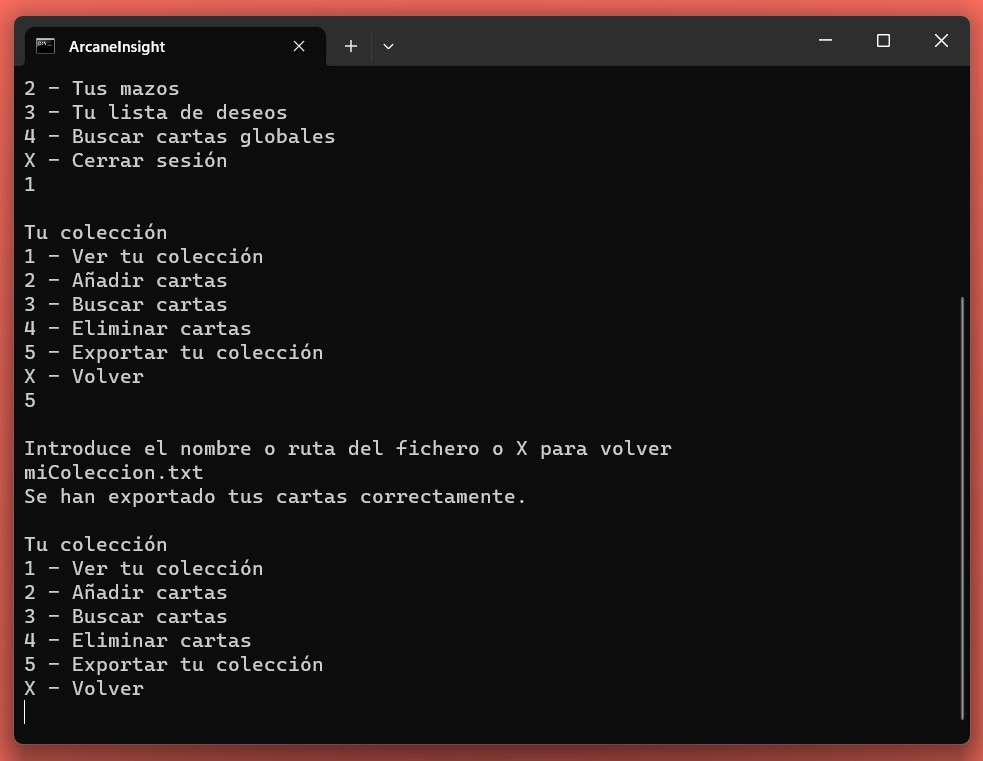 ArcaneInsight
2 - Tus mazos
3 - Tu lista de deseos
4 - Buscar cartas globales
X - Cerrar sesión
1
Tu colección
1 - Ver tu colección
2 - Añadir cartas
3 - Buscar cartas
4 - Eliminar cartas
5 - Exportar tu colección
X - Volver
5
Introduce el nombre o ruta del fichero o X para volver
miColeccion.txt
Se han exportado tus cartas correctamente.
Tu colección
1 - Ver tu colección
2 - Añadir cartas
3 - Buscar cartas
4 - Eliminar cartas
5 - Exportar tu colección
X - Volver